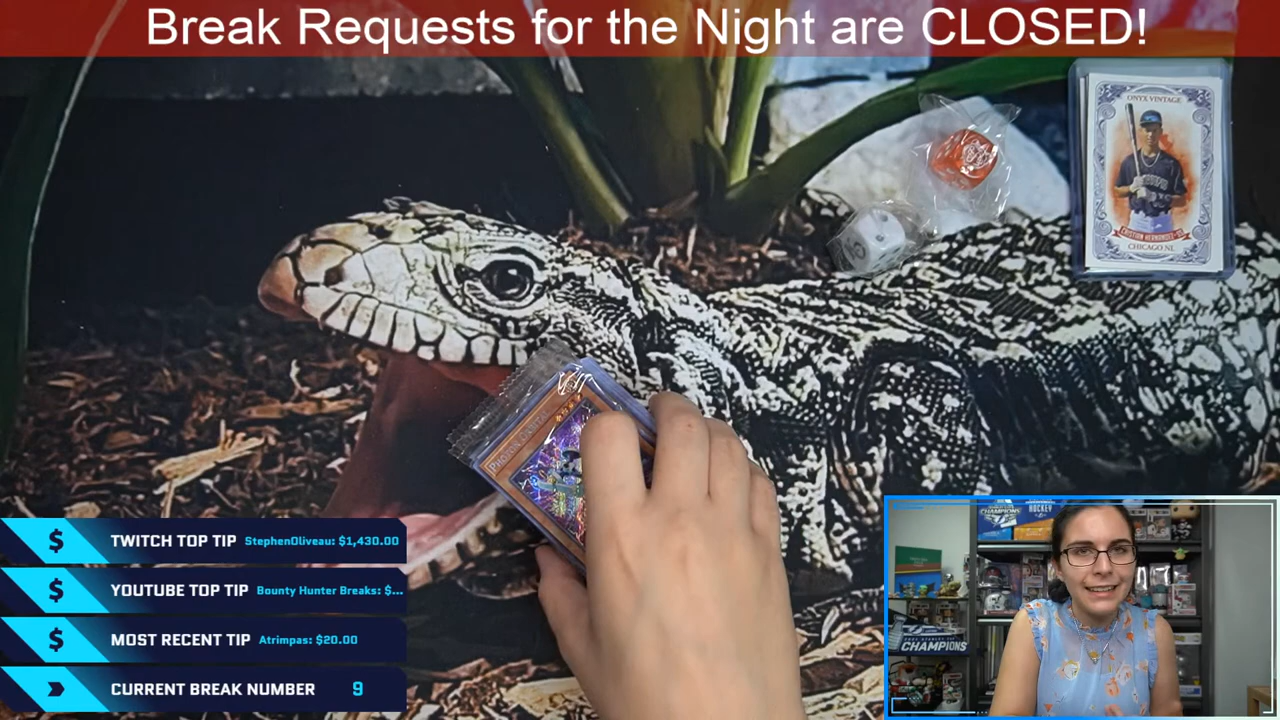 Break Requests for the Night are CLOSED!
ONYX VINTAGE
CHICAGO NL
TWITCH TOP TIP StephenOliveau: $1,430.00
YOUTUBE TOP TIP Bounty Hunter Breaks: $...
MOST RECENT TIP Atrimpas: $20.00
CURRENT BREAK NUMBER 9
CHAMPIONS
HOCKEY
CHAMPIONS